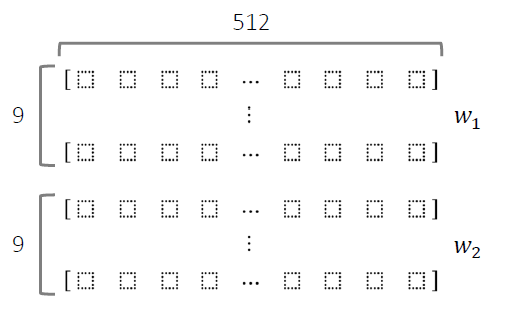 512
[ ⬚ ⬚ ⬚ ⬚ ... ⬚ ⬚ ⬚ ⬚ ]
9 ⋮ w₁
[ ⬚ ⬚ ⬚ ⬚ ... ⬚ ⬚ ⬚ ⬚ ]
[ ⬚ ⬚ ⬚ ⬚ ... ⬚ ⬚ ⬚ ⬚ ]
9 ⋮ w₂
[ ⬚ ⬚ ⬚ ⬚ ... ⬚ ⬚ ⬚ ⬚ ]